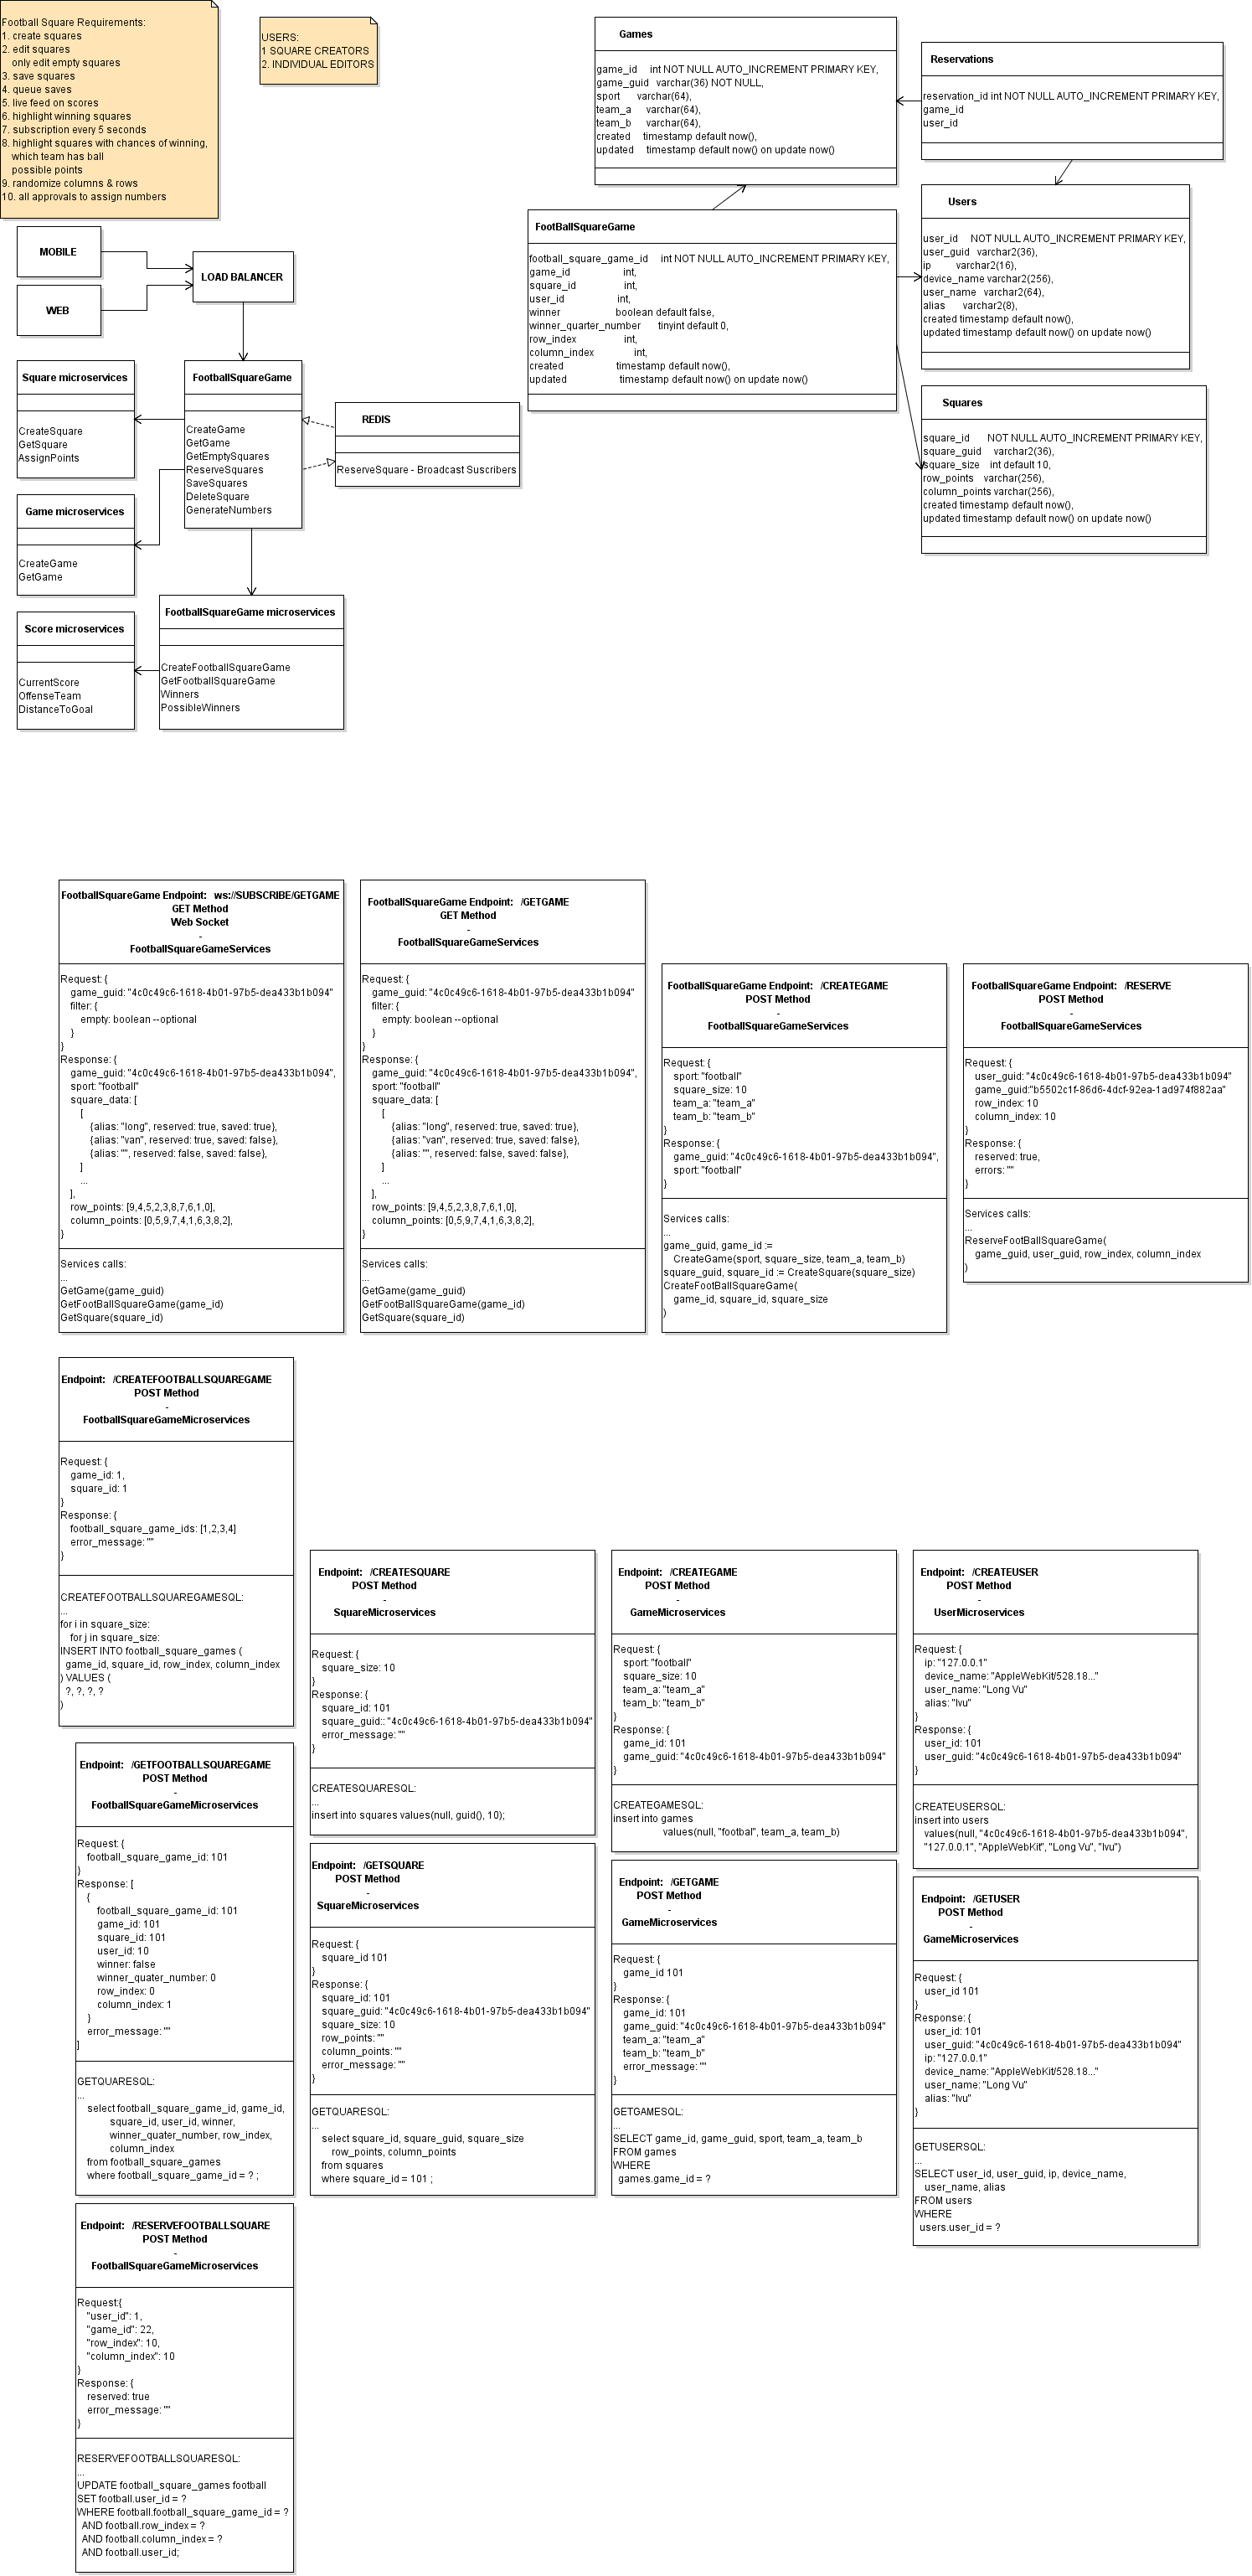 Football Square Requirements:
1. create squares
2. edit squares
only edit empty squares
3. save squares
4. queue saves
5. live feed on scores
6. highlight winning squares
7. subscription every 5 seconds
8. highlight squares with chances of winning,
which team has ball
possible points
9. randomize columns & rows
10. all approvals to assign numbers
USERS:
1 SQUARE CREATORS
2. INDIVIDUAL EDITORS
Games
game_id int NOT NULL AUTO_INCREMENT PRIMARY KEY,
game_guid varchar(36) NOT NULL,
sport varchar(64),
team_a varchar(64),
team_b varchar(64),
created timestamp default now(),
updated timestamp default now() on update now()
Reservations
reservation_id int NOT NULL AUTO_INCREMENT PRIMARY KEY,
game_id
user_id
FootBallSquareGame
football_square_game_id int NOT NULL AUTO_INCREMENT PRIMARY KEY,
game_id int,
square_id int,
user_id int,
winner boolean default false,
winner_quarter_number tinyint default 0,
row_index int,
column_index int,
created timestamp default now(),
updated timestamp default now() on update now()
Users
user_id NOT NULL AUTO_INCREMENT PRIMARY KEY,
user_guid varchar2(36),
ip varchar2(16),
device_name varchar2(256),
user_name varchar2(64),
alias varchar2(8),
created timestamp default now(),
updated timestamp default now() on update now()
Squares
square_id NOT NULL AUTO_INCREMENT PRIMARY KEY,
square_guid varchar2(36),
square_size int default 10,
row_points varchar(256),
column_points varchar(256),
created timestamp default now(),
updated timestamp default now() on update now()
MOBILE
WEB
LOAD BALANCER
Square microservices
CreateSquare
GetSquare
AssignPoints
FootballSquareGame
CreateGame
GetGame
GetEmptySquares
ReserveSquares
SaveSquares
DeleteSquare
GenerateNumbers
REDIS
ReserveSquare - Broadcast Suscribers
Game microservices
CreateGame
GetGame
Score microservices
CurrentScore
OffenseTeam
DistanceToGoal
FootballSquareGame microservices
CreateFootballSquareGame
GetFootballSquareGame
Winners
PossibleWinners
FootballSquareGame Endpoint: ws://SUBSCRIBE/GETGAME
GET Method
Web Socket
-
FootballSquareGameServices
Request: {
game_guid: "4c0c49c6-1618-4b01-97b5-dea433b1b094"
filter: {
empty: boolean --optional
}
}
Response: {
game_guid: "4c0c49c6-1618-4b01-97b5-dea433b1b094",
sport: "football"
square_data: [
[
{alias: "long", reserved: true, saved: true},
{alias: "van", reserved: true, saved: false},
{alias: "", reserved: false, saved: false},
]
...
],
row_points: [9,4,5,2,3,8,7,6,1,0],
column_points: [0,5,9,7,4,1,6,3,8,2],
}
Services calls:
...
GetGame(game_guid)
GetFootBallSquareGame(game_id)
GetSquare(square_id)
FootballSquareGame Endpoint: /GETGAME
GET Method
-
FootballSquareGameServices
Request: {
game_guid: "4c0c49c6-1618-4b01-97b5-dea433b1b094"
filter: {
empty: boolean --optional
}
}
Response: {
game_guid: "4c0c49c6-1618-4b01-97b5-dea433b1b094",
sport: "football"
square_data: [
[
{alias: "long", reserved: true, saved: true},
{alias: "van", reserved: true, saved: false},
{alias: "", reserved: false, saved: false},
]
...
],
row_points: [9,4,5,2,3,8,7,6,1,0],
column_points: [0,5,9,7,4,1,6,3,8,2],
}
Services calls:
...
GetGame(game_guid)
GetFootBallSquareGame(game_id)
GetSquare(square_id)
FootballSquareGame Endpoint: /CREATEGAME
POST Method
-
FootballSquareGameServices
Request: {
sport: "football"
square_size: 10
team_a: "team_a"
team_b: "team_b"
}
Response: {
game_guid: "4c0c49c6-1618-4b01-97b5-dea433b1b094",
sport: "football"
}
Services calls:
...
game_guid, game_id :=
CreateGame(sport, square_size, team_a, team_b)
square_guid, square_id := CreateSquare(square_size)
CreateFootBallSquareGame(
game_id, square_id, square_size
)
FootballSquareGame Endpoint: /RESERVE
POST Method
-
FootballSquareGameServices
Request: {
user_guid: "4c0c49c6-1618-4b01-97b5-dea433b1b094"
game_guid:"b5502c1f-86d6-4dcf-92ea-1ad974f882aa"
row_index: 10
column_index: 10
}
Response: {
reserved: true,
errors: ""
}
Services calls:
...
ReserveFootBallSquareGame(
game_guid, user_guid, row_index, column_index
)
Endpoint: /CREATEFOOTBALLSQUAREGAME
POST Method
-
FootballSquareGameMicroservices
Request: {
game_id: 1,
square_id: 1
}
Response: {
football_square_game_ids: [1,2,3,4]
error_message: ""
}
CREATEFOOTBALLSQUAREGAMESQL:
...
for i in square_size:
for j in square_size:
INSERT INTO football_square_games (
game_id, square_id, row_index, column_index
) VALUES (
?, ?, ?, ?
)
Endpoint: /CREATESQUARE
POST Method
-
SquareMicroservices
Request: {
square_size: 10
}
Response: {
square_id: 101
square_guid:: "4c0c49c6-1618-4b01-97b5-dea433b1b094"
error_message: ""
}
CREATESQUARESQL:
...
insert into squares values(null, guid(), 10);
Endpoint: /CREATEGAME
POST Method
-
GameMicroservices
Request: {
sport: "football"
square_size: 10
team_a: "team_a"
team_b: "team_b"
}
Response: {
game_id: 101
game_guid: "4c0c49c6-1618-4b01-97b5-dea433b1b094"
}
CREATEGAMESQL:
insert into games
values(null, "footbal", team_a, team_b)
Endpoint: /CREATEUSER
POST Method
-
UserMicroservices
Request: {
ip: "127.0.0.1"
device_name: "AppleWebKit/528.18..."
user_name: "Long Vu"
alias: "lvu"
}
Response: {
user_id: 101
user_guid: "4c0c49c6-1618-4b01-97b5-dea433b1b094"
}
CREATEUSERSQL:
insert into users
values(null, "4c0c49c6-1618-4b01-97b5-dea433b1b094",
"127.0.0.1", "AppleWebKit", "Long Vu", "lvu")
Endpoint: /GETFOOTBALLSQUAREGAME
POST Method
-
FootballSquareGameMicroservices
Request: {
football_square_game_id: 101
}
Response: [
{
football_square_game_id: 101
game_id: 101
square_id: 101
user_id: 10
winner: false
winner_quater_number: 0
row_index: 0
column_index: 1
}
error_message: ""
]
GETQUARESQL:
...
select football_square_game_id, game_id,
square_id, user_id, winner,
winner_quater_number, row_index,
column_index
from football_square_games
where football_square_game_id = ? ;
Endpoint: /GETSQUARE
POST Method
-
SquareMicroservices
Request: {
square_id 101
}
Response: {
square_id: 101
square_guid: "4c0c49c6-1618-4b01-97b5-dea433b1b094"
square_size: 10
row_points: ""
column_points: ""
error_message: ""
}
GETQUARESQL:
...
select square_id, square_guid, square_size
row_points, column_points
from squares
where square_id = 101 ;
Endpoint: /GETGAME
POST Method
-
GameMicroservices
Request: {
game_id 101
}
Response: {
game_id: 101
game_guid: "4c0c49c6-1618-4b01-97b5-dea433b1b094"
team_a: "team_a"
team_b: "team_b"
error_message: ""
}
GETGAMESQL:
...
SELECT game_id, game_guid, sport, team_a, team_b
FROM games
WHERE
games.game_id = ?
Endpoint: /GETUSER
POST Method
-
GameMicroservices
Request: {
user_id 101
}
Response: {
user_id: 101
user_guid: "4c0c49c6-1618-4b01-97b5-dea433b1b094"
ip: "127.0.0.1"
device_name: "AppleWebKit/528.18..."
user_name: "Long Vu"
alias: "lvu"
}
GETUSERSQL:
...
SELECT user_id, user_guid, ip, device_name,
user_name, alias
FROM users
WHERE
users.user_id = ?
Endpoint: /RESERVEFOOTBALLSQUARE
POST Method
-
FootballSquareGameMicroservices
Request:{
"user_id": 1,
"game_id": 22,
"row_index": 10,
"column_index": 10
}
Response: {
reserved: true
error_message: ""
}
RESERVEFOOTBALLSQUARESQL:
...
UPDATE football_square_games football
SET football.user_id = ?
WHERE football.football_square_game_id = ?
AND football.row_index = ?
AND football.column_index = ?
AND football.user_id;